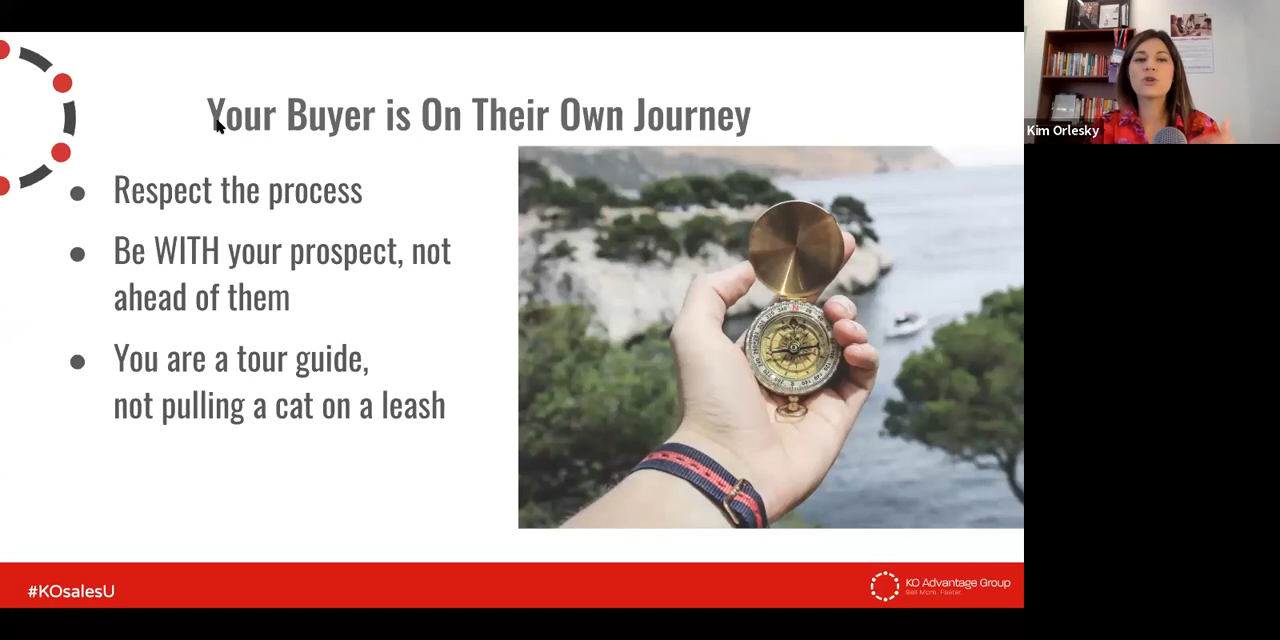 Your Buyer is On Their Own Journey
Respect the process
Be WITH your prospect, not
ahead of them
You are a tour guide,
not pulling a cat on a leash
#KOsalesU
KO Advantage Group
Sell More. Faster.
Kim Orlesky